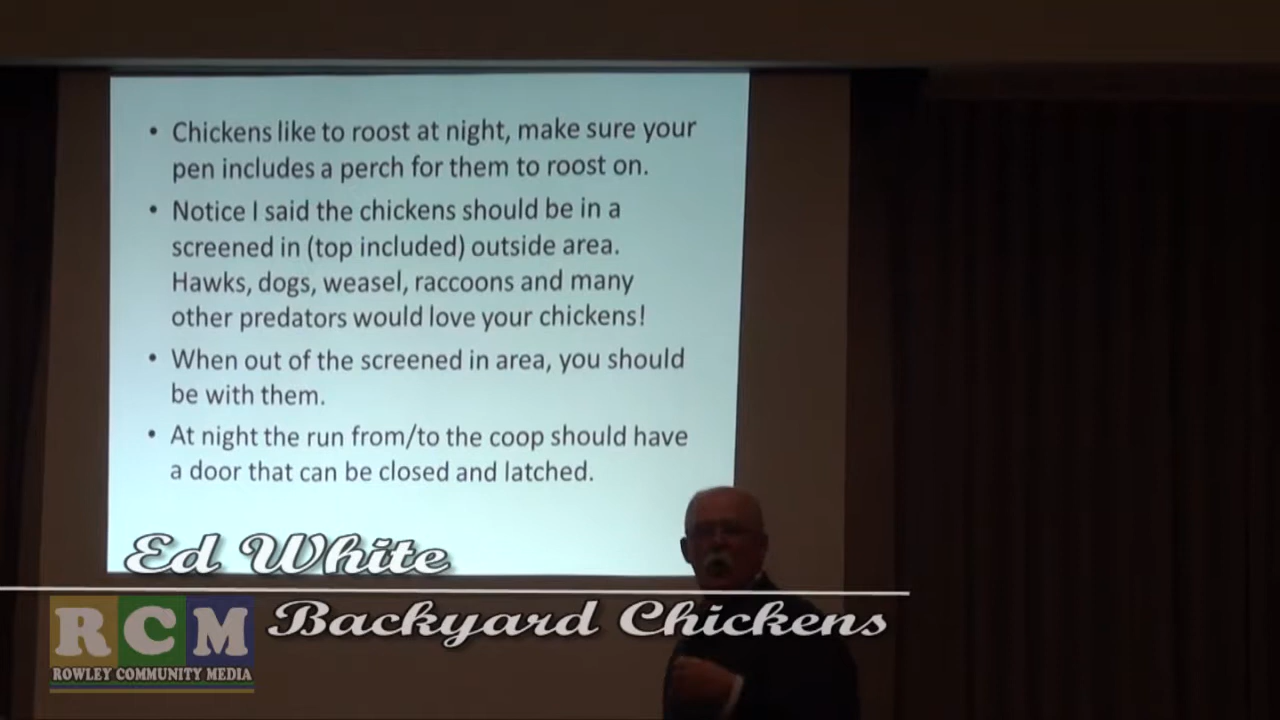 • Chickens like to roost at night, make sure your
pen includes a perch for them to roost on.
• Notice I said the chickens should be in a
screened in (top included) outside area.
Hawks, dogs, weasel, raccoons and many
other predators would love your chickens!
• When out of the screened in area, you should
be with them.
• At night the run from/to the coop should have
a door that can be closed and latched.
Ed White
Backyard Chickens
RCM
ROWLEY COMMUNITY MEDIA